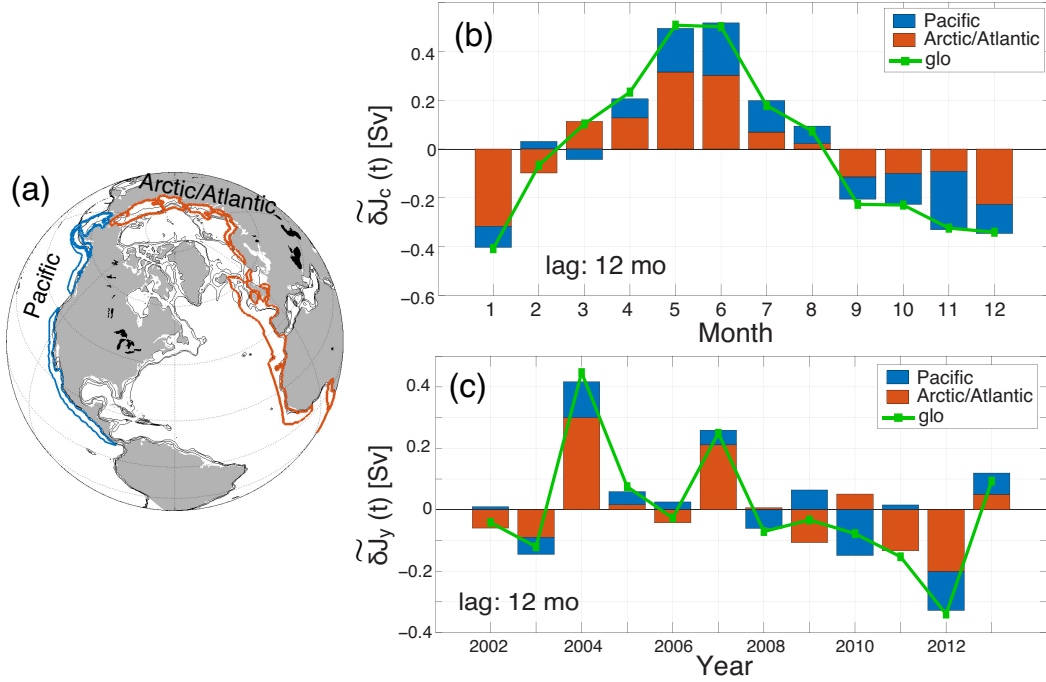 (a)
Arctic/Atlantic
Pacific
(b)
Pacific
Arctic/Atlantic
glo
δ̃J_c (t) [Sv]
0.4
0.2
0
−0.2
−0.4
−0.6
lag: 12 mo
1 2 3 4 5 6 7 8 9 10 11 12
Month
(c)
Pacific
Arctic/Atlantic
glo
δ̃J_y (t) [Sv]
0.4
0.2
0
−0.2
−0.4
lag: 12 mo
2002 2004 2006 2008 2010 2012
Year